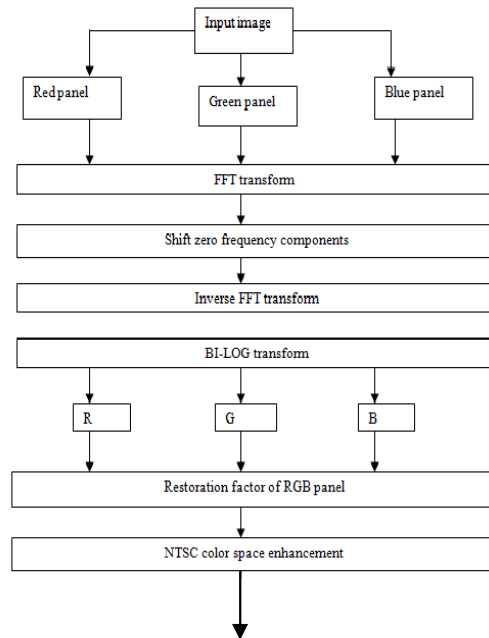 Input image
Red panel
Green panel
Blue panel
FFT transform
Shift zero frequency components
Inverse FFT transform
BI-LOG transform
R
G
B
Restoration factor of RGB panel
NTSC color space enhancement